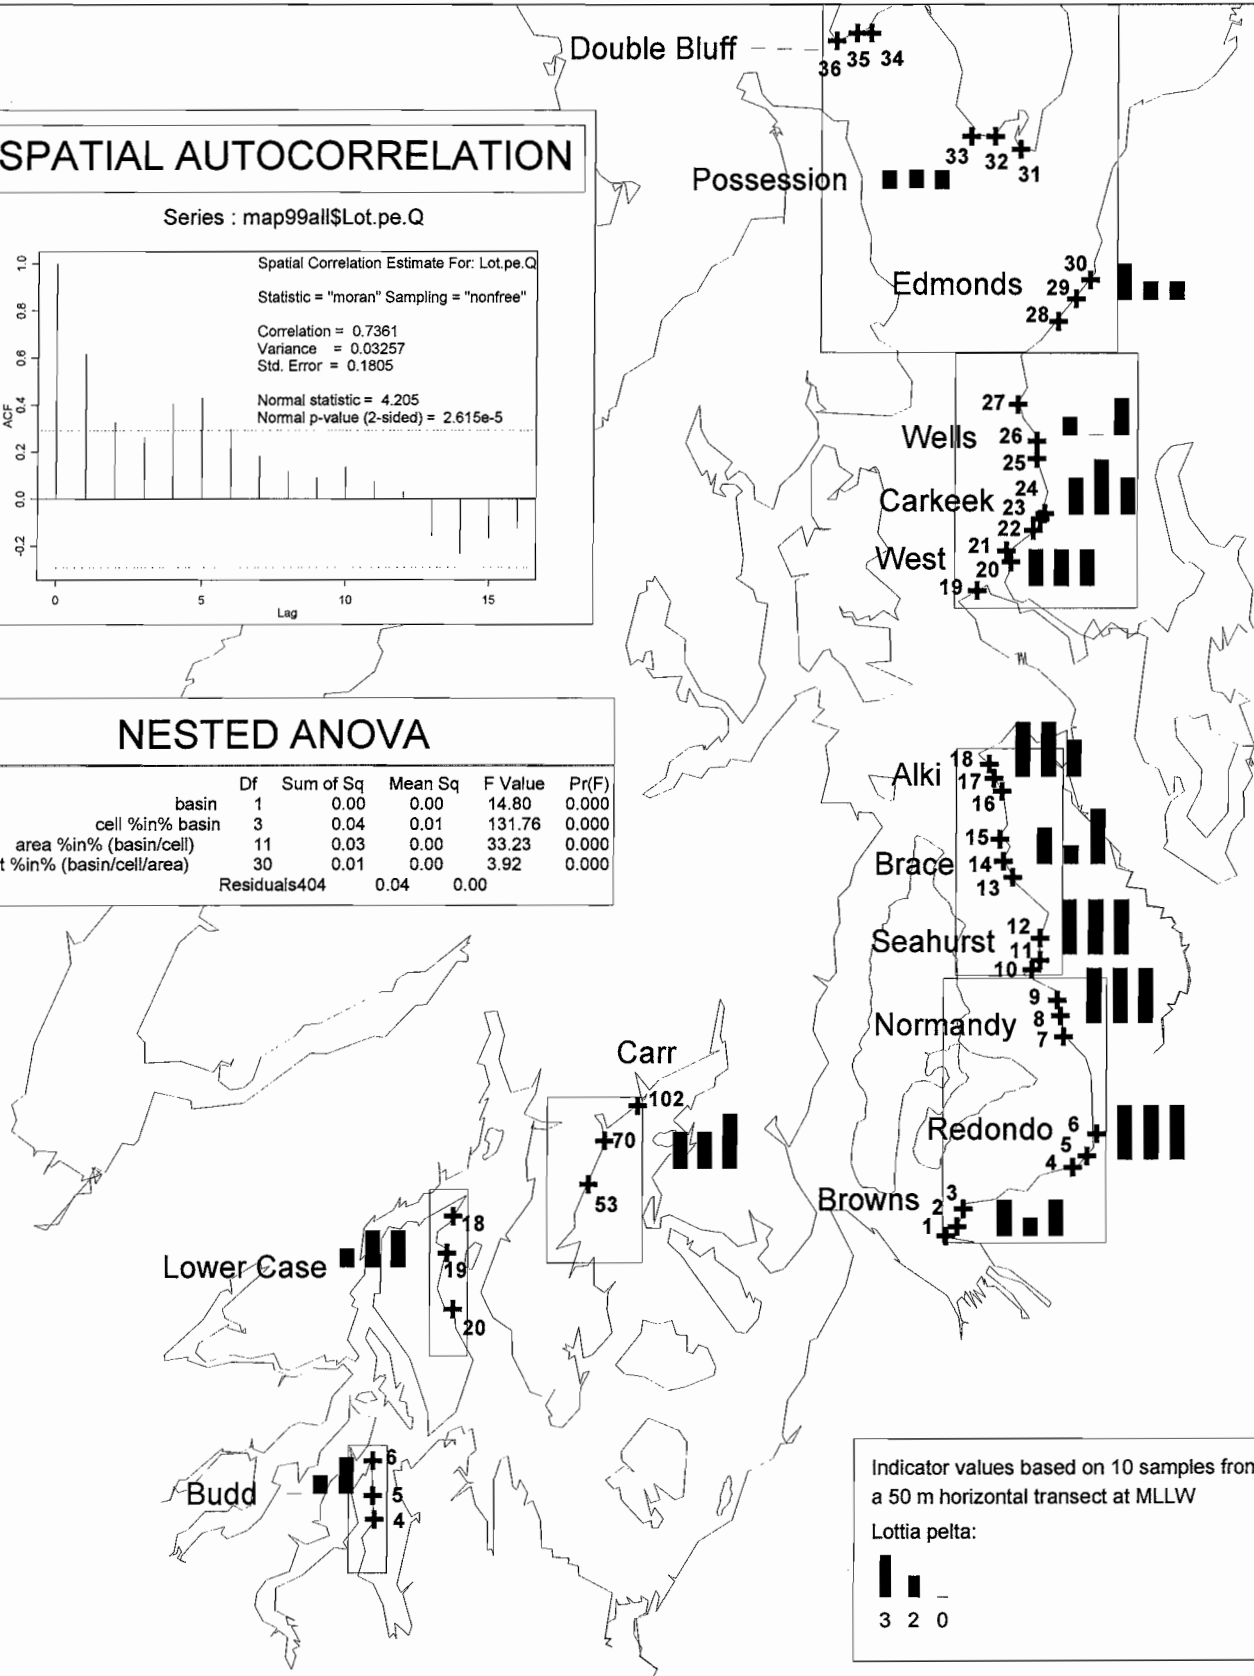 Double Bluff
36 35 34
33 32 31
Possession
SPATIAL AUTOCORRELATION
Series : map99all$Lot.pe.Q
Spatial Correlation Estimate For: Lot.pe.Q
Statistic = "moran" Sampling = "nonfree"
Correlation = 0.7361
Variance = 0.03257
Std. Error = 0.1805
Normal statistic = 4.205
Normal p-value (2-sided) = 2.615e-5
ACF
1.0
0.8
0.6
0.4
0.2
0.0
-0.2
0 5 10 15
Lag
Edmonds
30
29
28
27
Wells
26
25
24
Carkeek
23
22
West
21
20
19
NESTED ANOVA
Df Sum of Sq Mean Sq F Value Pr(F)
basin 1 0.00 0.00 14.80 0.000
cell %in% basin 3 0.04 0.01 131.76 0.000
area %in% (basin/cell) 11 0.03 0.00 33.23 0.000
t %in% (basin/cell/area) 30 0.01 0.00 3.92 0.000
Residuals404 0.04 0.00
Alki
18
17
16
Brace
15
14
13
Seahurst
12
11
10
Normandy
9
8
7
Redondo
6
5
4
Browns
3
2
1
Carr
102
70
53
Lower Case
18
19
20
Budd
6
5
4
Indicator values based on 10 samples from
a 50 m horizontal transect at MLLW
Lottia pelta:
3 2 0